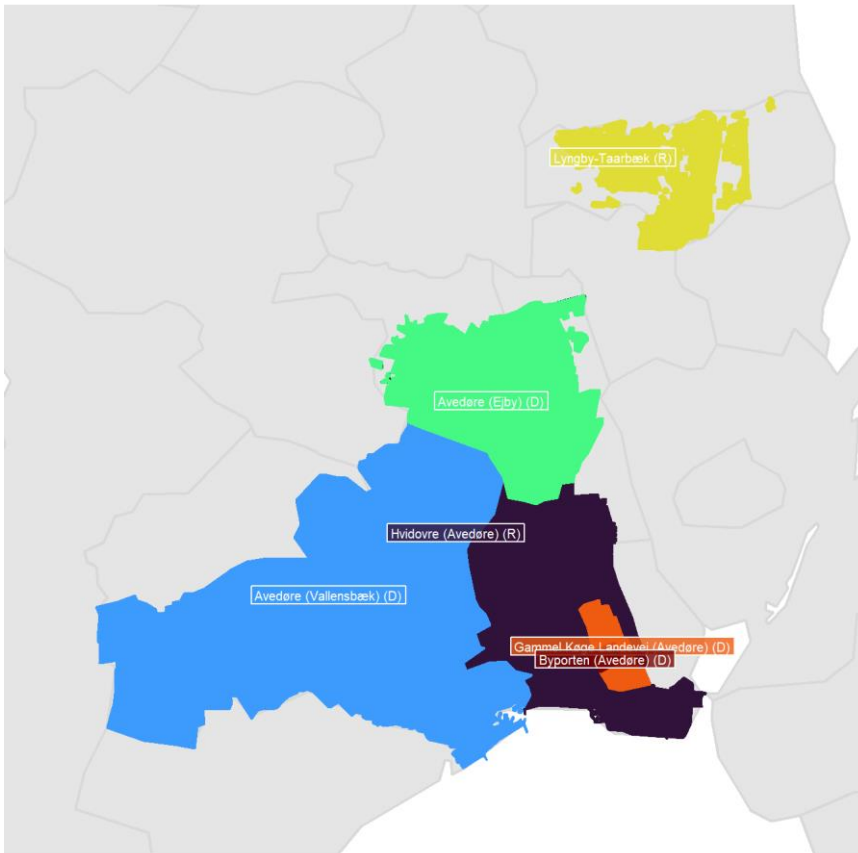 Lyngby-Taarbæk (R)
Avedøre (Ejby) (D)
Hvidovre (Avedøre) (R)
Avedøre (Vallensbæk) (D)
Gammel Køge Landevej (Avedøre) (D)
Byporten (Avedøre) (D)